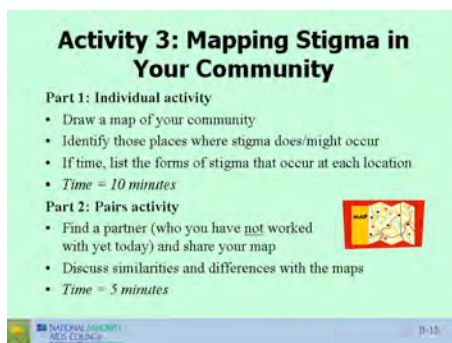 Activity 3: Mapping Stigma in
Your Community
Part 1: Individual activity
• Draw a map of your community
• Identify those places where stigma does/might occur
• If time, list the forms of stigma that occur at each location
• Time = 10 minutes
Part 2: Pairs activity
• Find a partner (who you have not worked
with yet today) and share your map
• Discuss similarities and differences with the maps
• Time = 5 minutes
MAP
NATIONAL MINORITY
AIDS COUNCIL
II-15